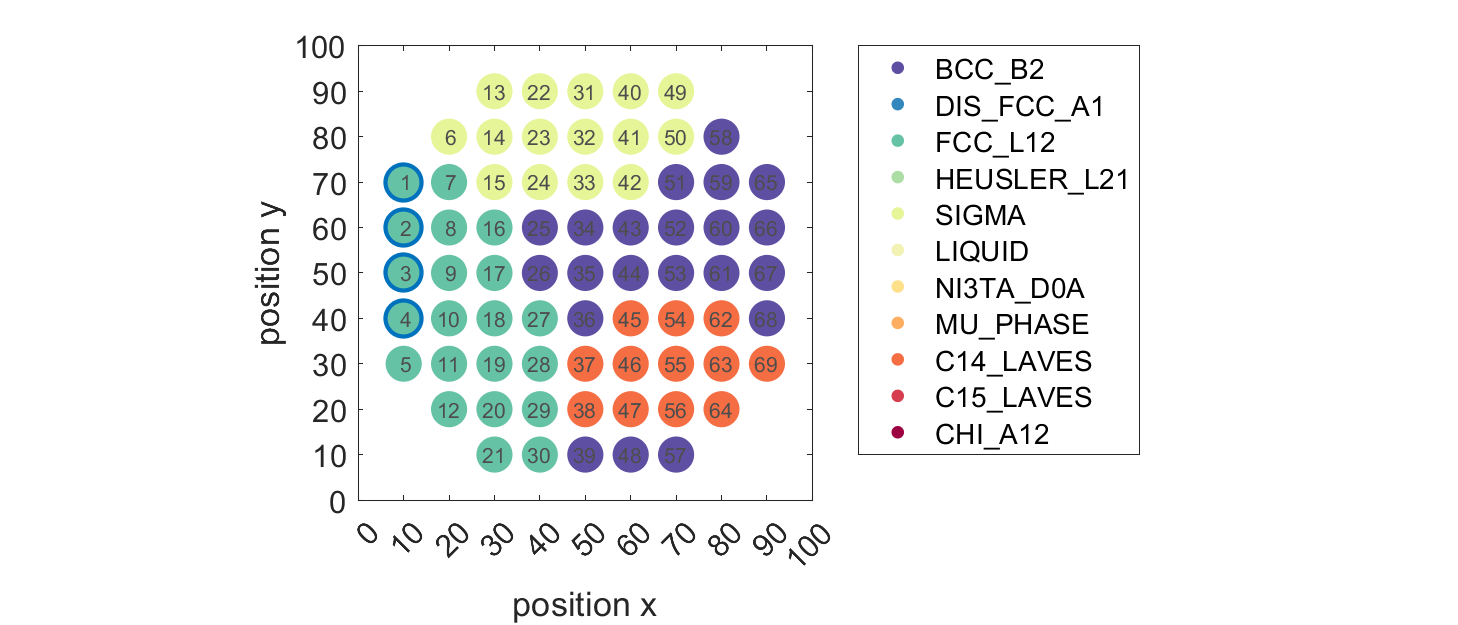 100
90
80
70
60
50
40
30
20
10
0
position y
13 22 31 40 49
6 14 23 32 41 50 58
1 7 15 24 33 42 51 59 65
2 8 16 25 34 43 52 60 66
3 9 17 26 35 44 53 61 67
4 10 18 27 36 45 54 62 68
5 11 19 28 37 46 55 63 69
12 20 29 38 47 56 64
21 30 39 48 57
0 10 20 30 40 50 60 70 80 90 100
position x
BCC_B2
DIS_FCC_A1
FCC_L12
HEUSLER_L21
SIGMA
LIQUID
NI3TA_D0A
MU_PHASE
C14_LAVES
C15_LAVES
CHI_A12